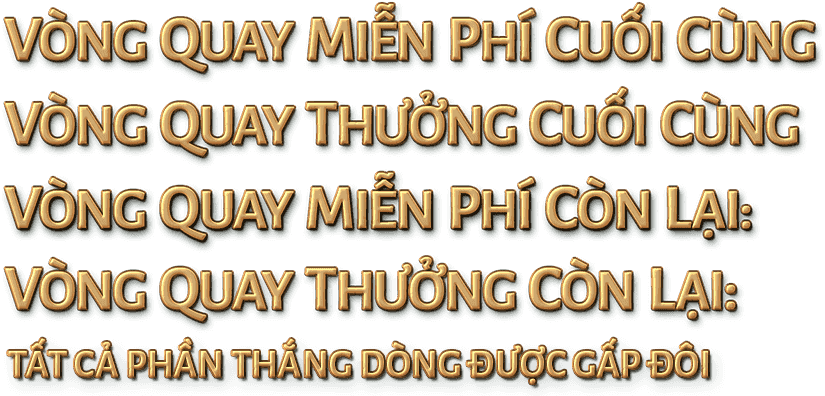 VÒNG QUAY MIỄN PHÍ CUỐI CÙNG
VÒNG QUAY THƯỞNG CUỐI CÙNG
VÒNG QUAY MIỄN PHÍ CÒN LẠI:
VÒNG QUAY THƯỞNG CÒN LẠI:
TẤT CẢ PHẦN THẮNG DÒNG ĐƯỢC GẤP ĐÔI